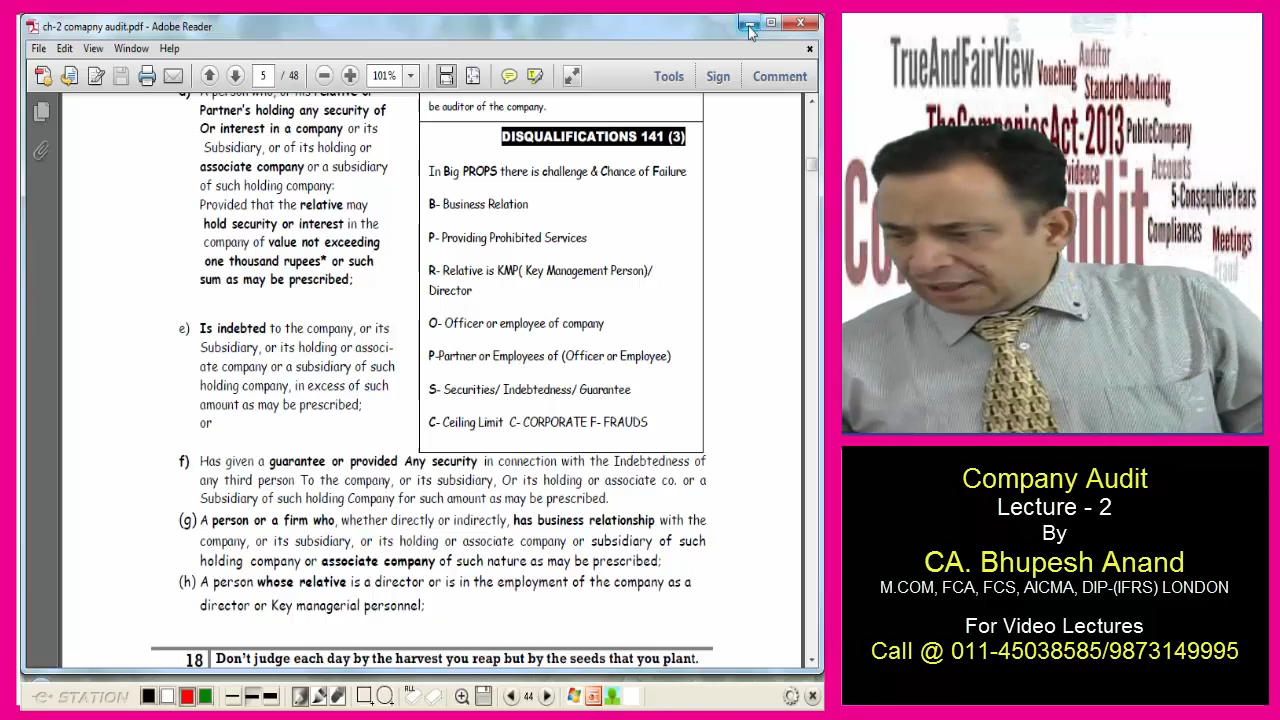 ch-2 comapny audit.pdf - Adobe Reader
File Edit View Window Help
5 / 48 101% Tools Sign Comment
Partner's holding any security of
Or interest in a company or its
Subsidiary, or of its holding or
associate company or a subsidiary
of such holding company:
Provided that the relative may
hold security or interest in the
company of value not exceeding
one thousand rupees* or such
sum as may be prescribed;
e) Is indebted to the company, or its
Subsidiary, or its holding or associ-
ate company or a subsidiary of such
holding company, in excess of such
amount as may be prescribed;
or
be auditor of the company.
DISQUALIFICATIONS 141 (3)
In Big PROPS there is challenge & Chance of Failure
B- Business Relation
P- Providing Prohibited Services
R- Relative is KMP( Key Management Person)/
Director
O- Officer or employee of company
P-Partner or Employees of (Officer or Employee)
S- Securities/ Indebtedness/ Guarantee
C- Ceiling Limit C- CORPORATE F- FRAUDS
f) Has given a guarantee or provided Any security in connection with the Indebtedness of
any third person To the company, or its subsidiary, Or its holding or associate co. or a
Subsidiary of such holding Company for such amount as may be prescribed.
(g) A person or a firm who, whether directly or indirectly, has business relationship with the
company, or its subsidiary, or its holding or associate company or subsidiary of such
holding company or associate company of such nature as may be prescribed;
(h) A person whose relative is a director or is in the employment of the company as a
director or Key managerial personnel;
18 Don't judge each day by the harvest you reap but by the seeds that you plant.
e-STATION 44
TrueAndFairView
Auditor
Vouching
StandardOnAuditing
TheCompaniesAct-2013
PublicCompany
Accounts
5-ConsequtiveYears
Compliances
Meetings
Fraud
Company Audit
Lecture - 2
By
CA. Bhupesh Anand
M.COM, FCA, FCS, AICMA, DIP-(IFRS) LONDON
For Video Lectures
Call @ 011-45038585/9873149995